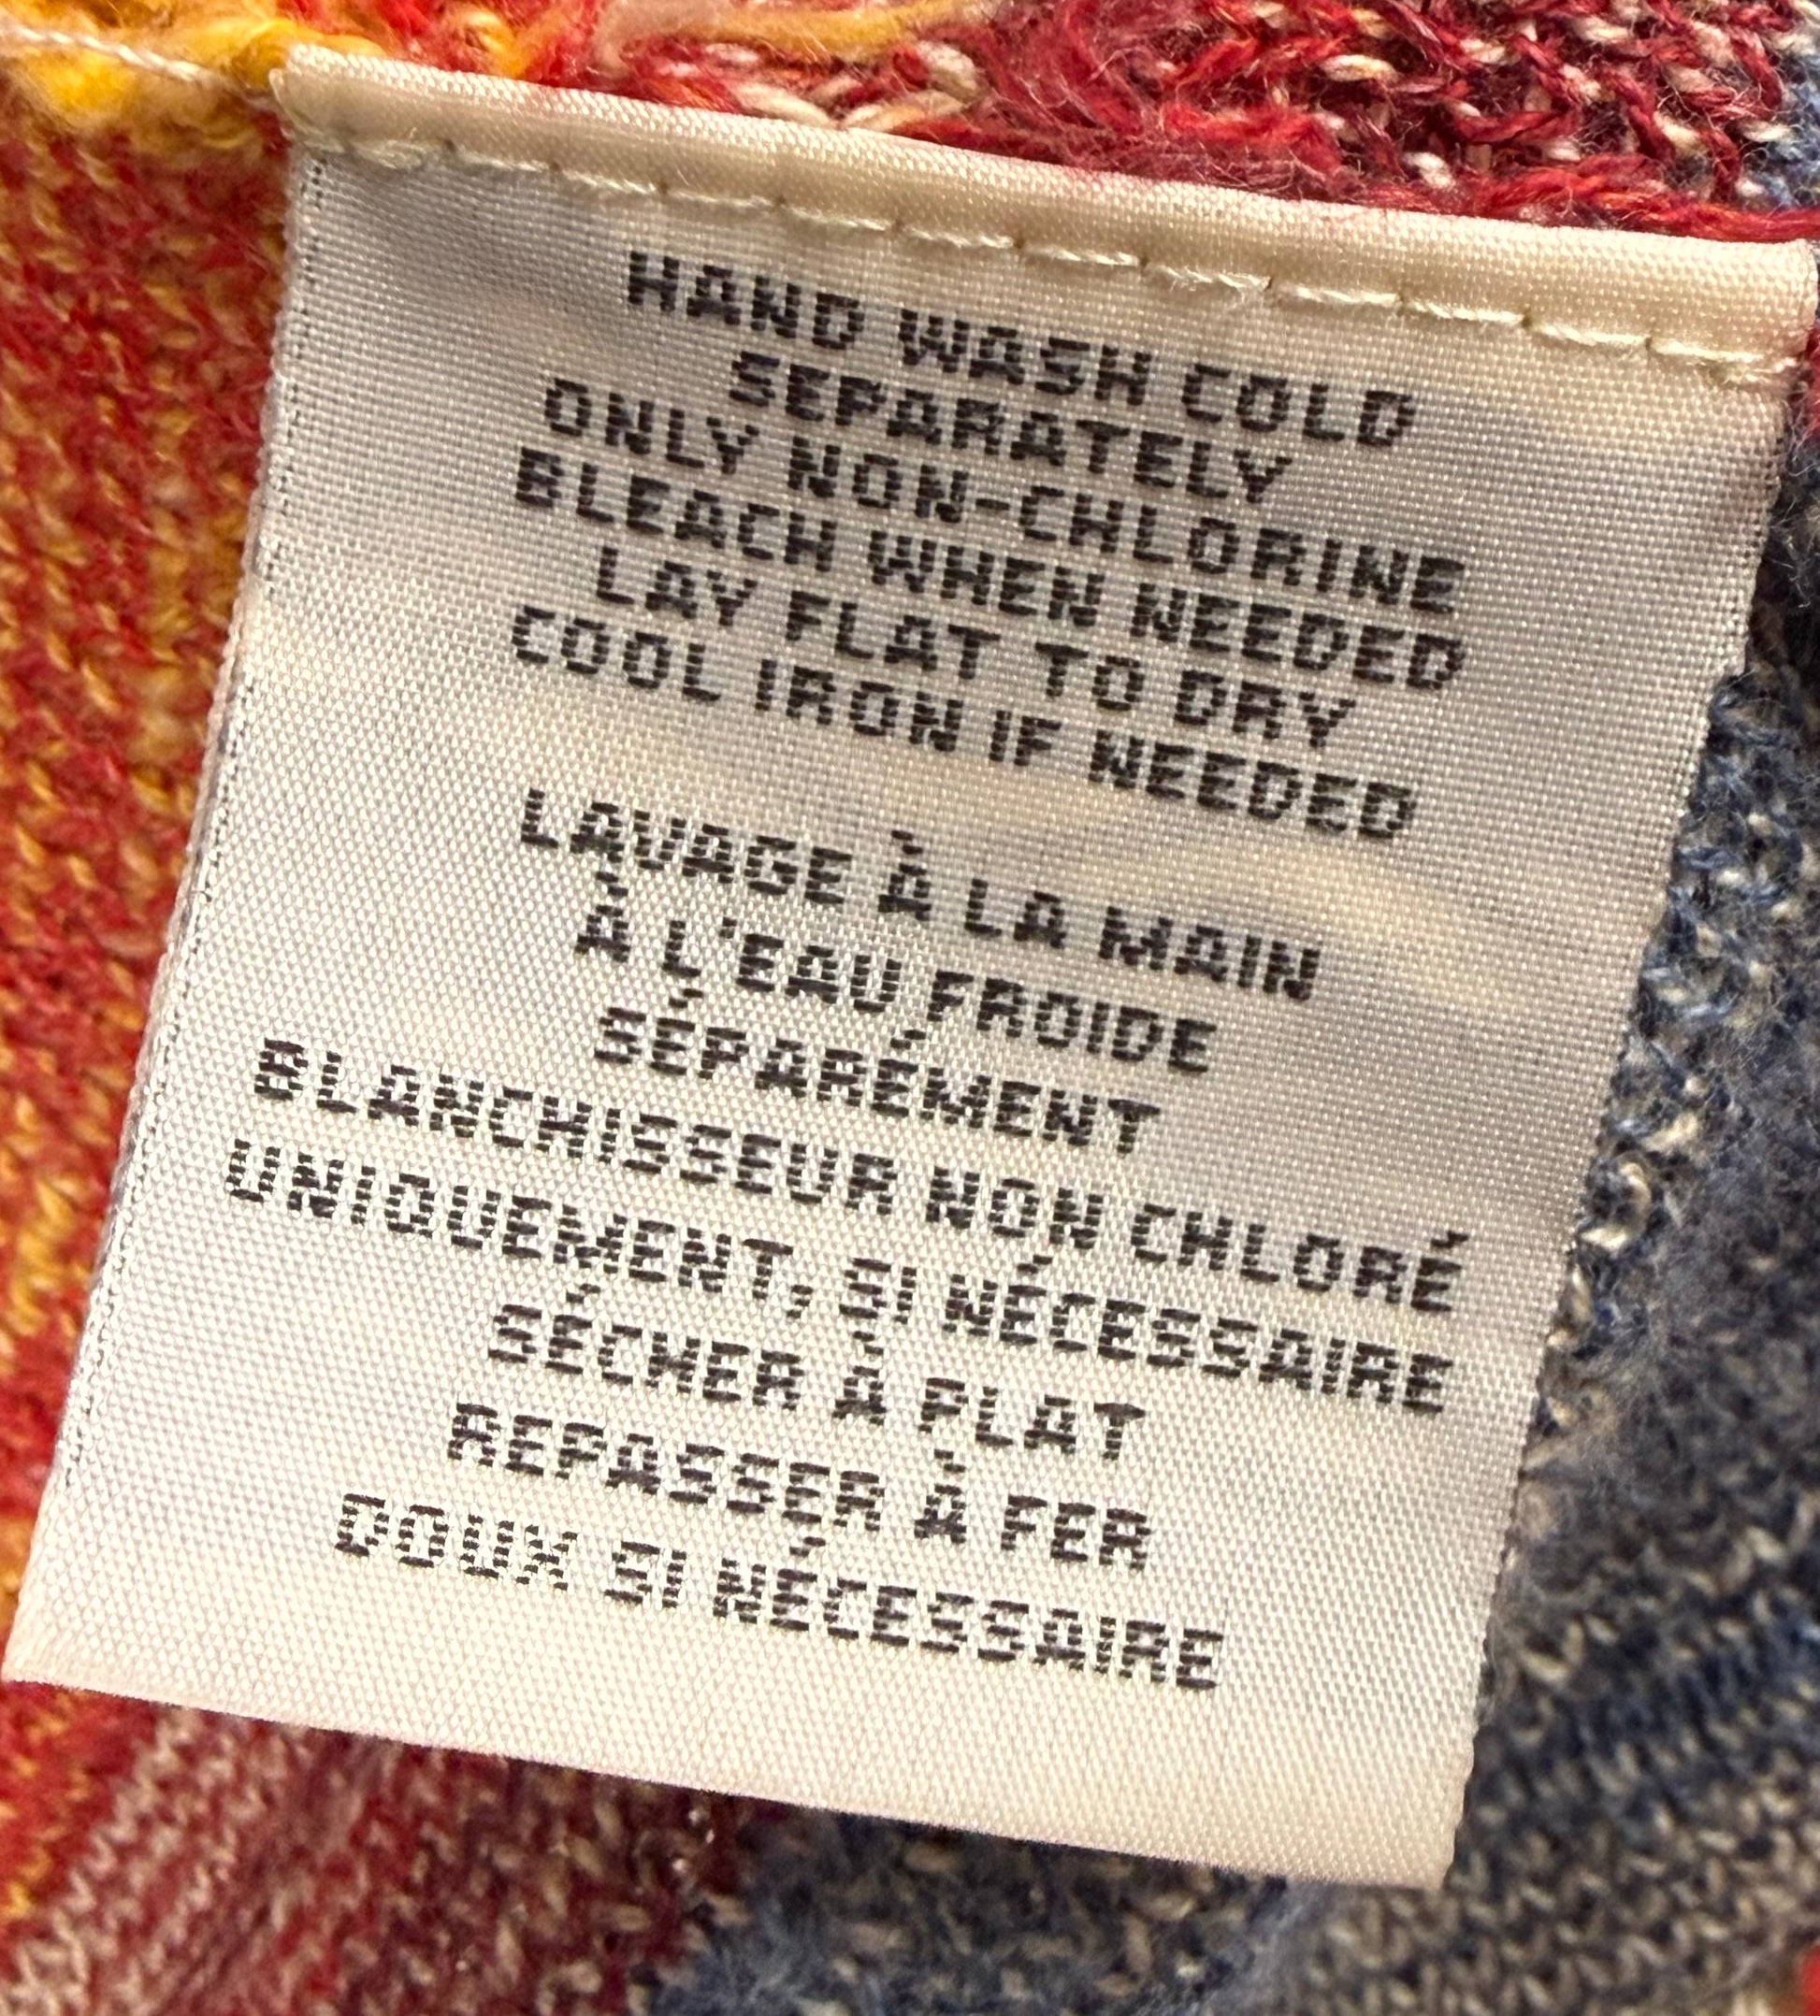 HAND WASH COLD
SEPARATELY
ONLY NON-CHLORINE
BLEACH WHEN NEEDED
LAY FLAT TO DRY
COOL IRON IF NEEDED
LAVAGE À LA MAIN
À L'EAU FROIDE
SÉPARÉMENT
BLANCHISSEUR NON CHLORÉ
UNIQUEMENT, SI NÉCESSAIRE
SÉCHER À PLAT
REPASSER À FER
DOUX SI NÉCESSAIRE